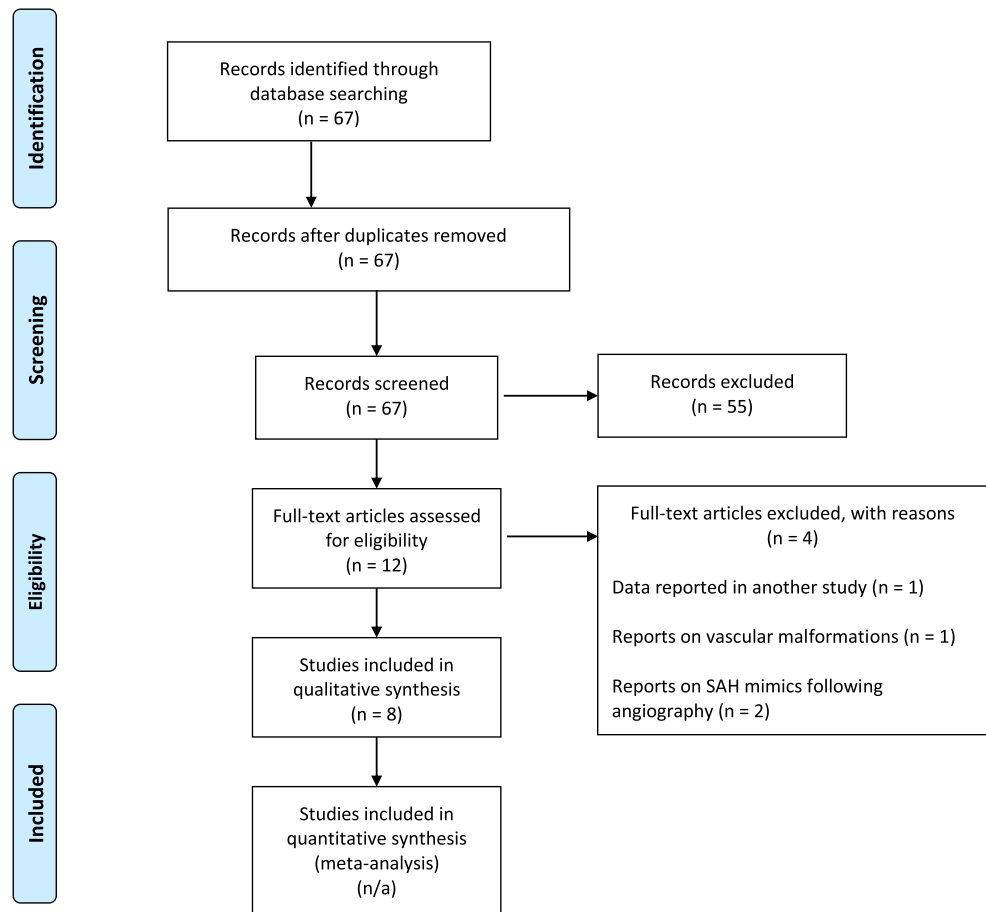 Identification
Records identified through
database searching
(n = 67)
Records after duplicates removed
(n = 67)
Screening
Records screened
(n = 67)
Records excluded
(n = 55)
Eligibility
Full-text articles assessed
for eligibility
(n = 12)
Full-text articles excluded, with reasons
(n = 4)
Data reported in another study (n = 1)
Reports on vascular malformations (n = 1)
Reports on SAH mimics following
angiography (n = 2)
Studies included in
qualitative synthesis
(n = 8)
Included
Studies included in
quantitative synthesis
(meta-analysis)
(n/a)